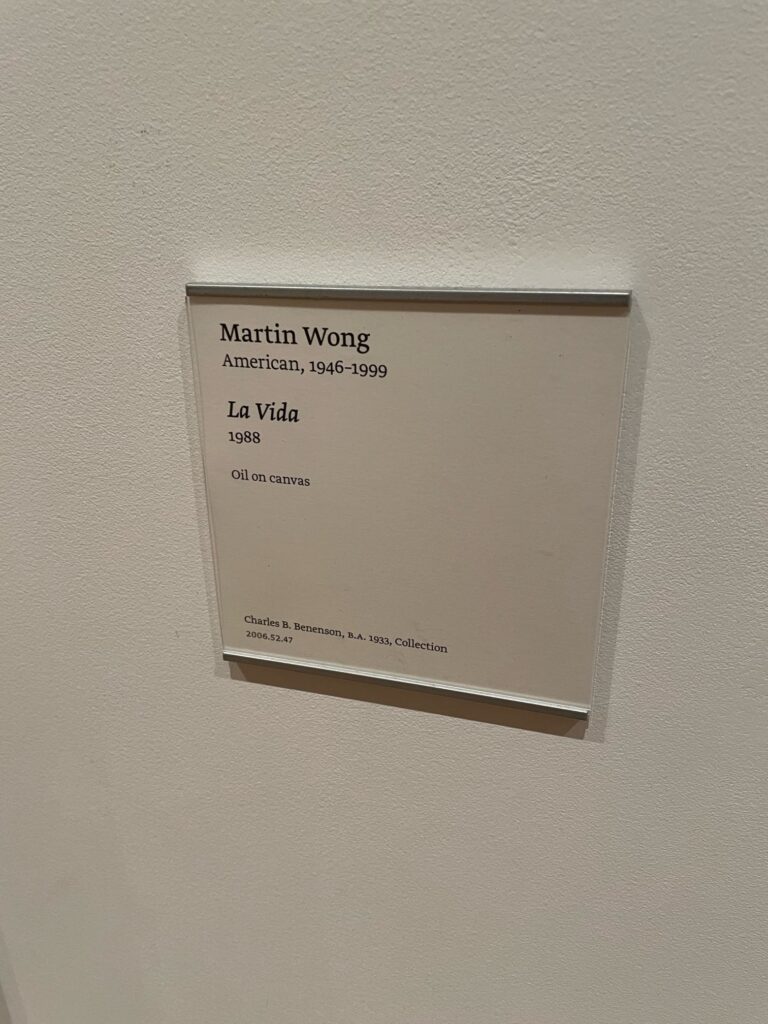 Martin Wong
American, 1946–1999
La Vida
1988
Oil on canvas
Charles B. Benenson, B.A. 1933, Collection
2006.52.47